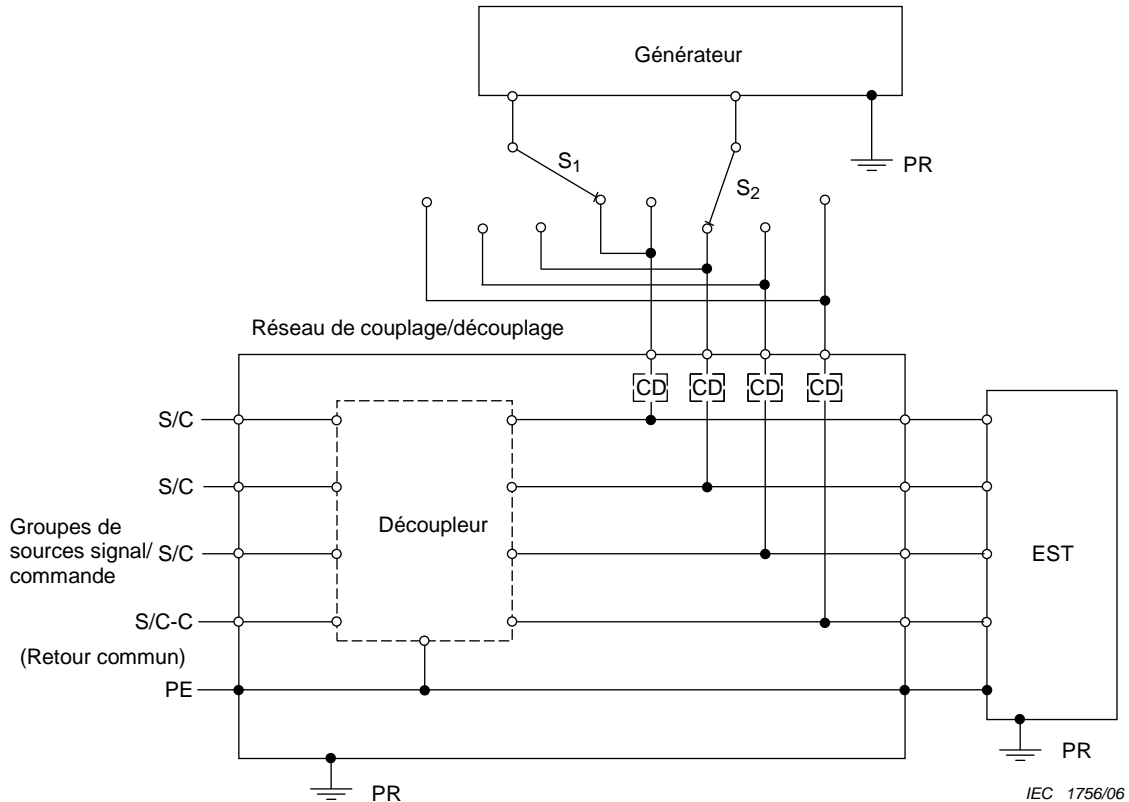 Générateur
S1
S2
PR
Réseau de couplage/découplage
CD CD CD CD
S/C
S/C
Découpleur
Groupes de
sources signal/
commande
S/C
EST
S/C-C
(Retour commun)
PE
PR
PR
IEC 1756/06